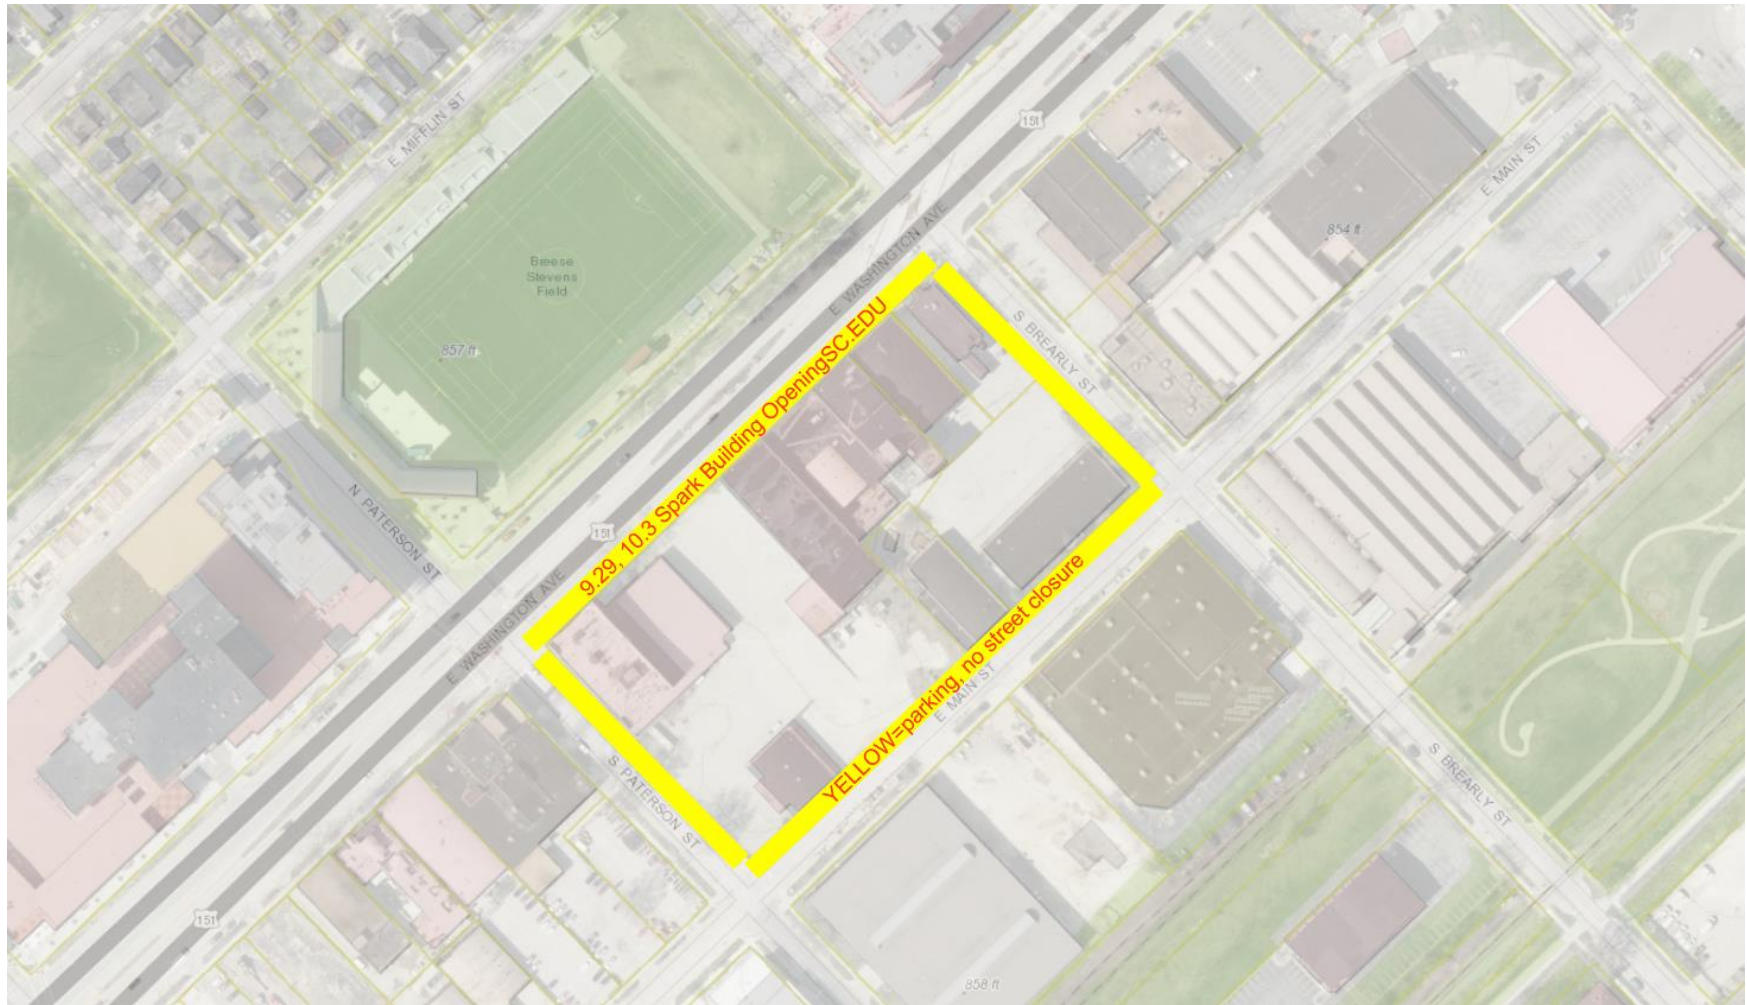 E MIFFLIN ST
151
E MAIN ST
854 ft
E WASHINGTON AVE
Breese
Stevens
Field
857 ft
S BREARLY ST
9.29, 10.3 Spark Building OpeningSC.EDU
N PATERSON ST
151
E WASHINGTON AVE
YELLOW=parking, no street closure
E MAIN ST
S PATERSON ST
S BREARLY ST
151
858 ft